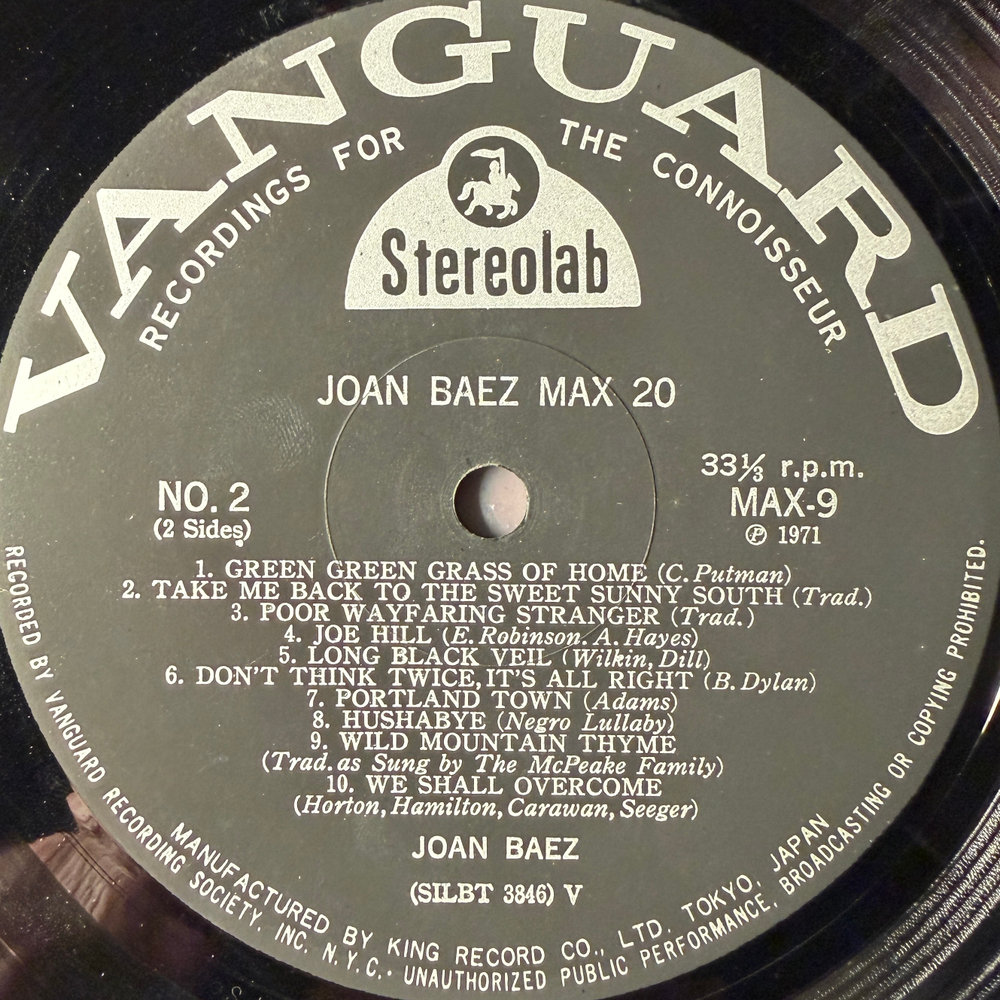 VANGUARD
RECORDINGS FOR THE CONNOISSEUR
Stereolab
JOAN BAEZ MAX 20
NO. 2
(2 Sides)
33⅓ r.p.m.
MAX-9
Ⓟ 1971
1. GREEN GREEN GRASS OF HOME (C. Putman)
2. TAKE ME BACK TO THE SWEET SUNNY SOUTH (Trad.)
3. POOR WAYFARING STRANGER (Trad.)
4. JOE HILL (E. Robinson. A. Hayes)
5. LONG BLACK VEIL (Wilkin, Dill)
6. DON'T THINK TWICE, IT'S ALL RIGHT (B. Dylan)
7. PORTLAND TOWN (Adams)
8. HUSHABYE (Negro Lullaby)
9. WILD MOUNTAIN THYME
(Trad. as Sung by The McPeake Family)
10. WE SHALL OVERCOME
(Horton, Hamilton, Carawan, Seeger)
JOAN BAEZ
(SILBT 3846) V
MANUFACTURED BY KING RECORD CO., LTD. TOKYO, JAPAN
RECORDED BY VANGUARD RECORDING SOCIETY, INC. N.Y.C. · UNAUTHORIZED PUBLIC PERFORMANCE, BROADCASTING OR COPYING PROHIBITED.